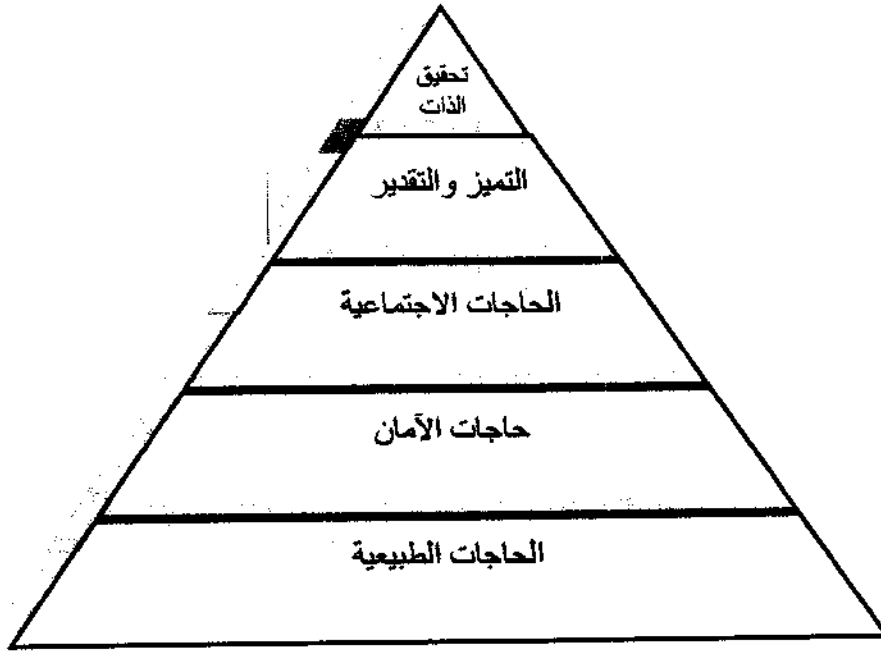 تحقيق
الذات
التميز والتقدير
الحاجات الاجتماعية
حاجات الآمان
الحاجات الطبيعية